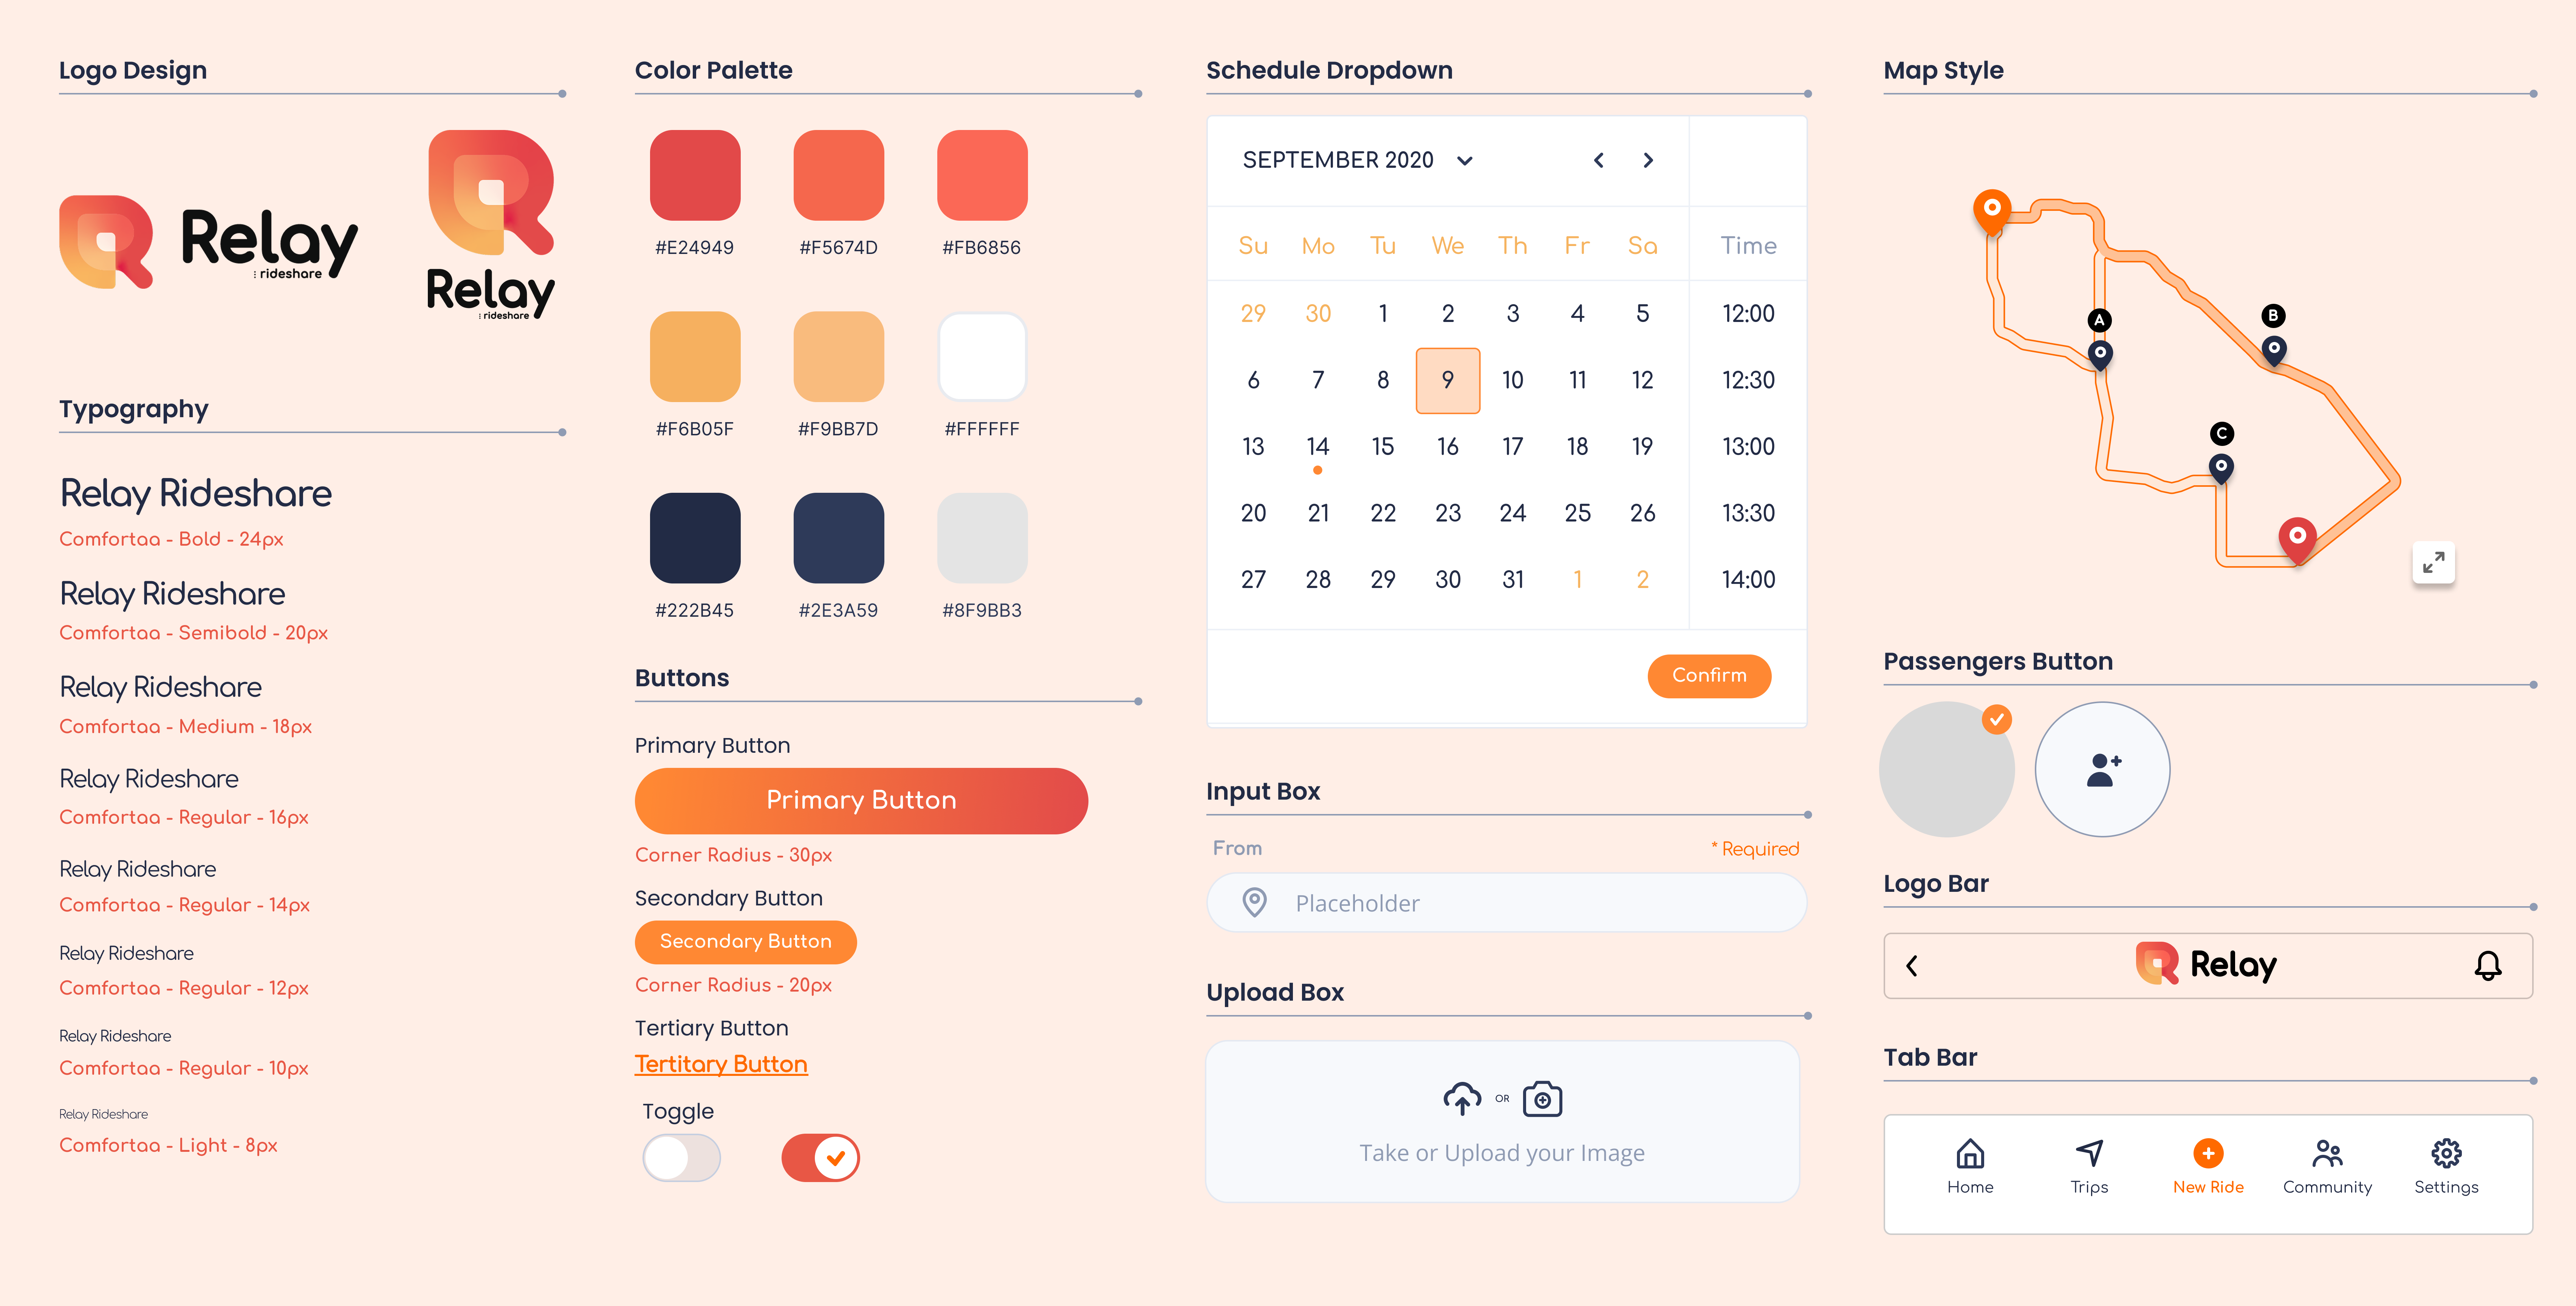 Logo Design
Relay
: rideshare
Relay
: rideshare
Typography
Relay Rideshare
Comfortaa - Bold - 24px
Relay Rideshare
Comfortaa - Semibold - 20px
Relay Rideshare
Comfortaa - Medium - 18px
Relay Rideshare
Comfortaa - Regular - 16px
Relay Rideshare
Comfortaa - Regular - 14px
Relay Rideshare
Comfortaa - Regular - 12px
Relay Rideshare
Comfortaa - Regular - 10px
Relay Rideshare
Comfortaa - Light - 8px
Color Palette
#E24949 #F5674D #FB6856
#F6B05F #F9BB7D #FFFFFF
#222B45 #2E3A59 #8F9BB3
Buttons
Primary Button
Primary Button
Corner Radius - 30px
Secondary Button
Secondary Button
Corner Radius - 20px
Tertiary Button
Tertitary Button
Toggle
Schedule Dropdown
SEPTEMBER 2020
Su Mo Tu We Th Fr Sa Time
29 30 1 2 3 4 5 12:00
6 7 8 9 10 11 12 12:30
13 14 15 16 17 18 19 13:00
20 21 22 23 24 25 26 13:30
27 28 29 30 31 1 2 14:00
Confirm
Input Box
From * Required
Placeholder
Upload Box
OR
Take or Upload your Image
Map Style
A
B
C
Passengers Button
Logo Bar
Relay
Tab Bar
Home Trips New Ride Community Settings